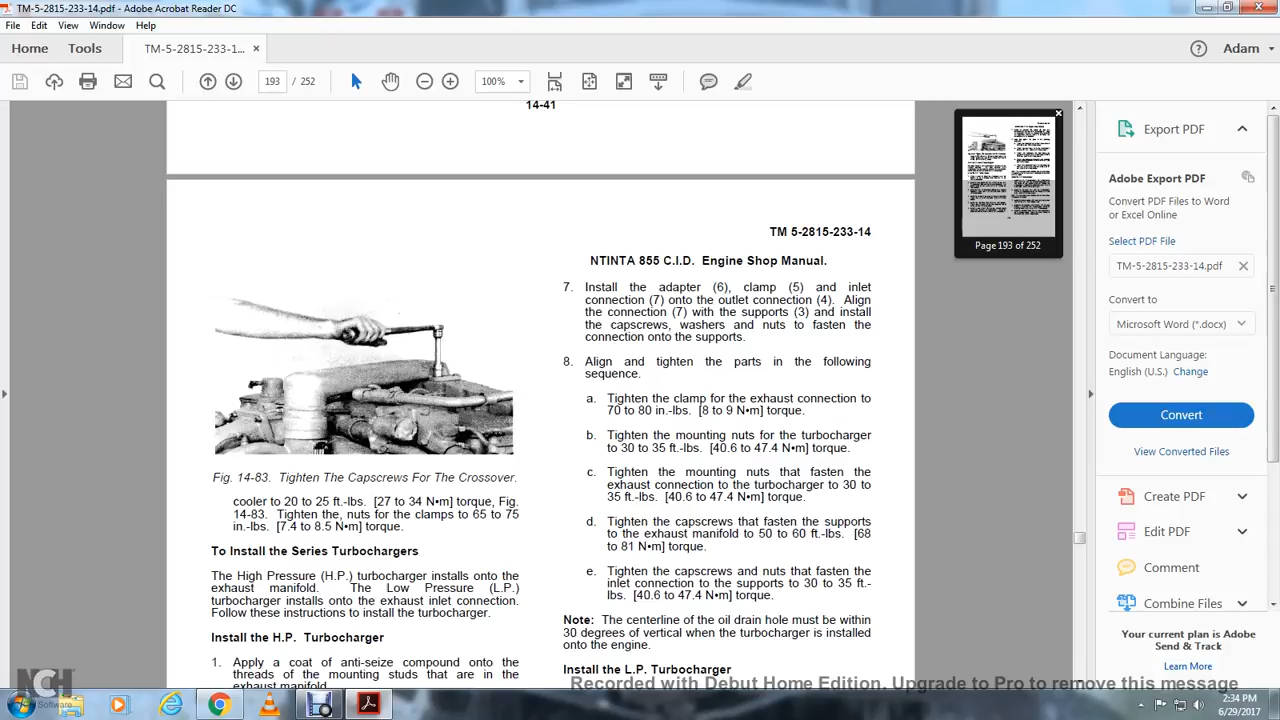 TM-5-2815-233-14.pdf - Adobe Acrobat Reader DC
File Edit View Window Help
Home Tools TM-5-2815-233-1... × Adam
193 / 252 100%
14-41
TM 5-2815-233-14
NTINTA 855 C.I.D. Engine Shop Manual.
Fig. 14-83. Tighten The Capscrews For The Crossover.
cooler to 20 to 25 ft.-lbs. [27 to 34 N•m] torque, Fig.
14-83. Tighten the, nuts for the clamps to 65 to 75
in.-lbs. [7.4 to 8.5 N•m] torque.
To Install the Series Turbochargers
The High Pressure (H.P.) turbocharger installs onto the
exhaust manifold. The Low Pressure (L.P.)
turbocharger installs onto the exhaust inlet connection.
Follow these instructions to install the turbocharger.
Install the H.P. Turbocharger
1. Apply a coat of anti-seize compound onto the
threads of the mounting studs that are in the
exhaust manifold.
7. Install the adapter (6), clamp (5) and inlet
connection (7) onto the outlet connection (4). Align
the connection (7) with the supports (3) and install
the capscrews, washers and nuts to fasten the
connection onto the supports.
8. Align and tighten the parts in the following
sequence.
a. Tighten the clamp for the exhaust connection to
70 to 80 in.-lbs. [8 to 9 N•m] torque.
b. Tighten the mounting nuts for the turbocharger
to 30 to 35 ft.-lbs. [40.6 to 47.4 N•m] torque.
c. Tighten the mounting nuts that fasten the
exhaust connection to the turbocharger to 30 to
35 ft.-lbs. [40.6 to 47.4 N•m] torque.
d. Tighten the capscrews that fasten the supports
to the exhaust manifold to 50 to 60 ft.-lbs. [68
to 81 N•m] torque.
e. Tighten the capscrews and nuts that fasten the
inlet connection to the supports to 30 to 35 ft.-
lbs. [40.6 to 47.4 N•m] torque.
Note: The centerline of the oil drain hole must be within
30 degrees of vertical when the turbocharger is installed
onto the engine.
Install the L.P. Turbocharger
Page 193 of 252
Export PDF
Adobe Export PDF
Convert PDF Files to Word
or Excel Online
Select PDF File
TM-5-2815-233-14.pdf
Convert to
Microsoft Word (*.docx)
Document Language:
English (U.S.) Change
Convert
View Converted Files
Create PDF
Edit PDF
Comment
Combine Files
Your current plan is Adobe
Send & Track
Learn More
Recorded with Debut Home Edition. Upgrade to Pro to remove this message
NCH
Software
2:34 PM
6/29/2017